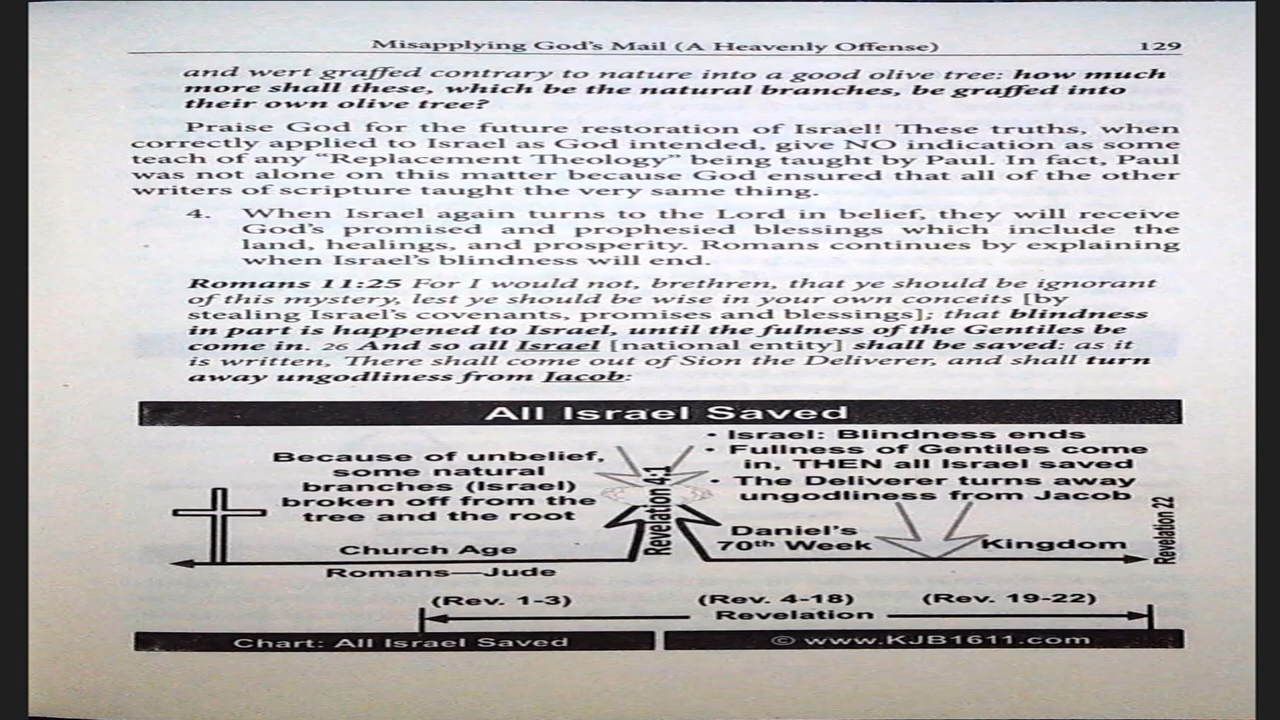 Misapplying God's Mail (A Heavenly Offense) 129
and wert graffed contrary to nature into a good olive tree: how much
more shall these, which be the natural branches, be graffed into
their own olive tree?
Praise God for the future restoration of Israel! These truths, when
correctly applied to Israel as God intended, give NO indication as some
teach of any "Replacement Theology" being taught by Paul. In fact, Paul
was not alone on this matter because God ensured that all of the other
writers of scripture taught the very same thing.
4. When Israel again turns to the Lord in belief, they will receive
God's promised and prophesied blessings which include the
land, healings, and prosperity. Romans continues by explaining
when Israel's blindness will end.
Romans 11:25 For I would not, brethren, that ye should be ignorant
of this mystery, lest ye should be wise in your own conceits [by
stealing Israel's covenants, promises and blessings]; that blindness
in part is happened to Israel, until the fulness of the Gentiles be
come in. 26 And so all Israel [national entity] shall be saved: as it
is written, There shall come out of Sion the Deliverer, and shall turn
away ungodliness from Jacob:
All Israel Saved
Because of unbelief,
some natural
branches (Israel)
broken off from the
tree and the root
Church Age
Romans—Jude
Revelation 4:1
• Israel: Blindness ends
• Fullness of Gentiles come
in, THEN all Israel saved
• The Deliverer turns away
ungodliness from Jacob
Daniel's
70th Week
Kingdom
Revelation 22
(Rev. 1-3) (Rev. 4-18) (Rev. 19-22)
Revelation
Chart: All Israel Saved © www.KJB1611.com